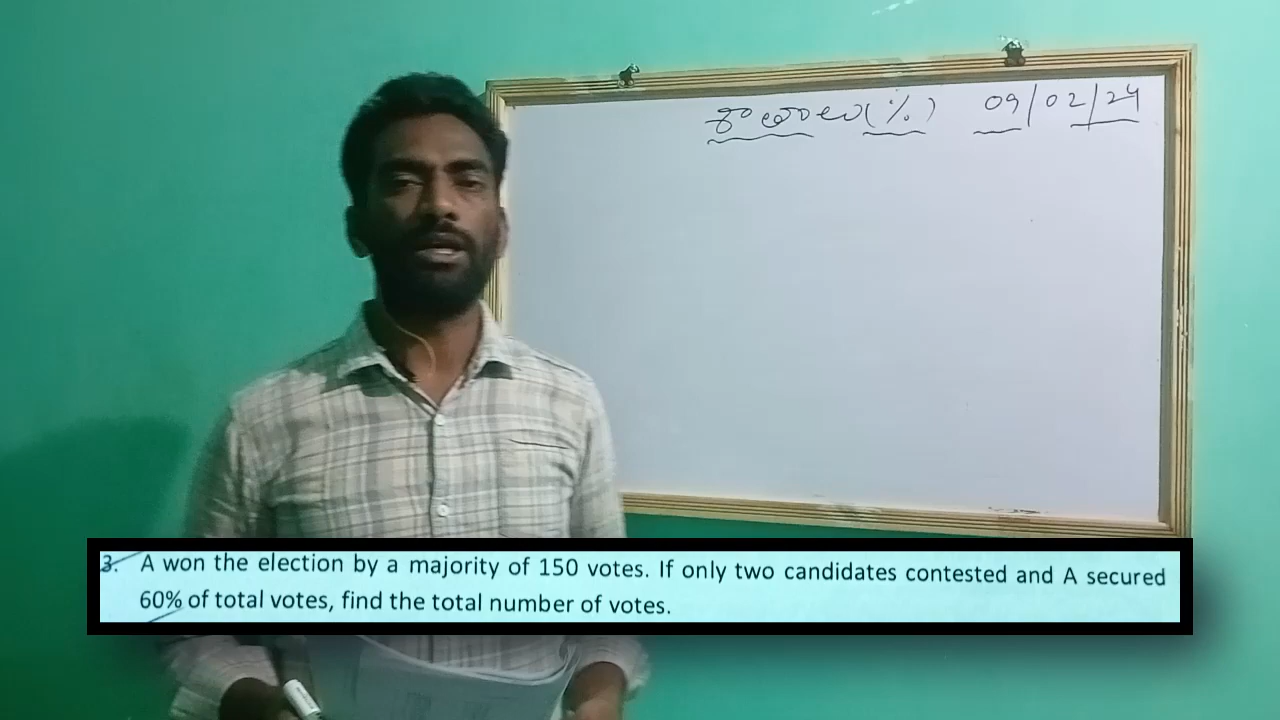 శాతాలు(%) 09/02/24
3. A won the election by a majority of 150 votes. If only two candidates contested and A secured
60% of total votes, find the total number of votes.